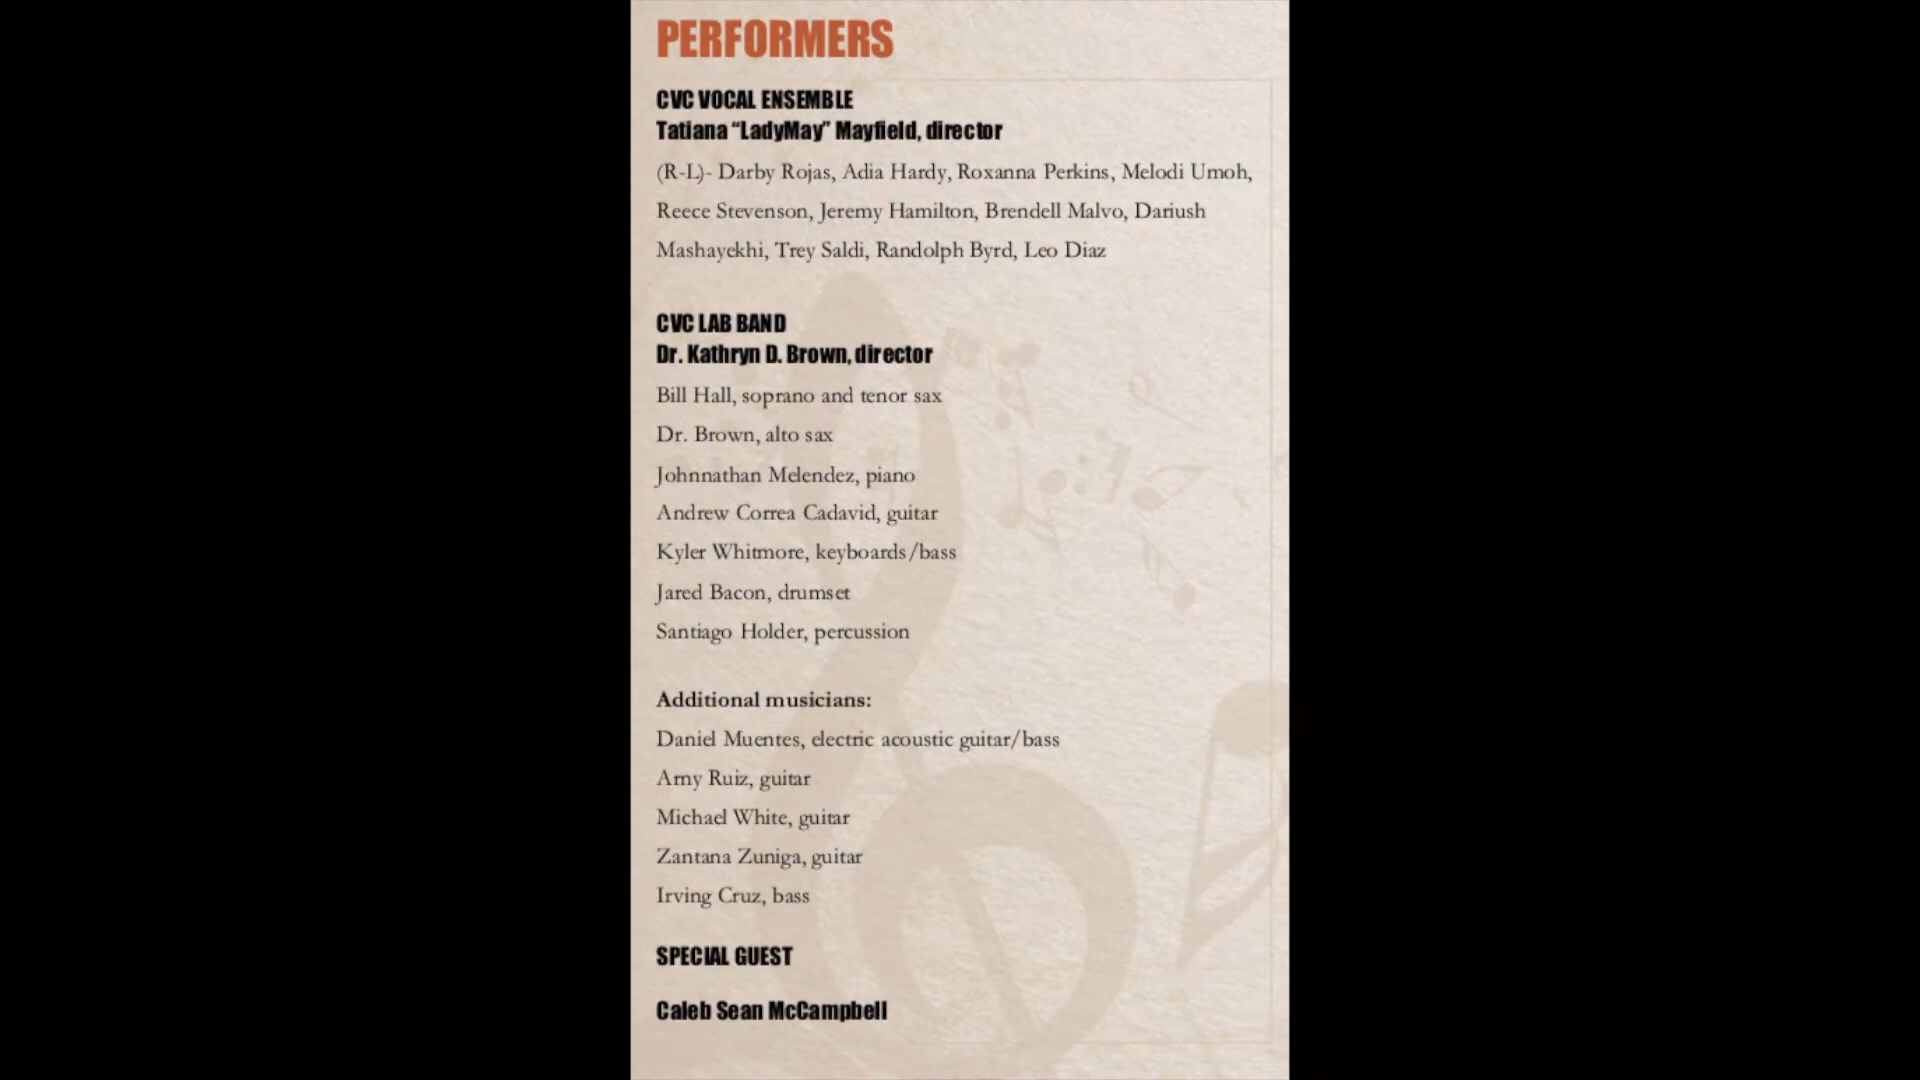 PERFORMERS
CVC VOCAL ENSEMBLE
Tatiana “LadyMay” Mayfield, director
(R-L)- Darby Rojas, Adia Hardy, Roxanna Perkins, Melodi Umoh,
Reece Stevenson, Jeremy Hamilton, Brendell Malvo, Dariush
Mashayekhi, Trey Saldi, Randolph Byrd, Leo Diaz
CVC LAB BAND
Dr. Kathryn D. Brown, director
Bill Hall, soprano and tenor sax
Dr. Brown, alto sax
Johnnathan Melendez, piano
Andrew Correa Cadavid, guitar
Kyler Whitmore, keyboards/bass
Jared Bacon, drumset
Santiago Holder, percussion
Additional musicians:
Daniel Muentes, electric acoustic guitar/bass
Amy Ruiz, guitar
Michael White, guitar
Zantana Zuniga, guitar
Irving Cruz, bass
SPECIAL GUEST
Caleb Sean McCampbell